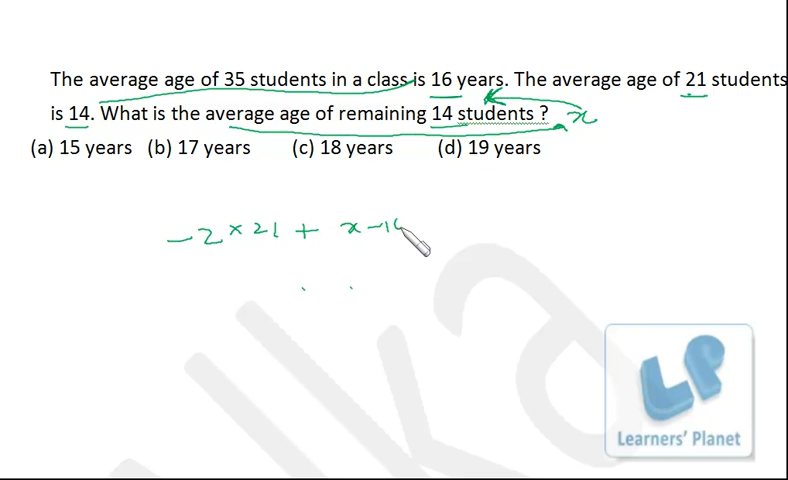 The average age of 35 students in a class is 16 years. The average age of 21 students
is 14. What is the average age of remaining 14 students ? x
(a) 15 years (b) 17 years (c) 18 years (d) 19 years
-2 × 21 + x -
LP
Learners' Planet